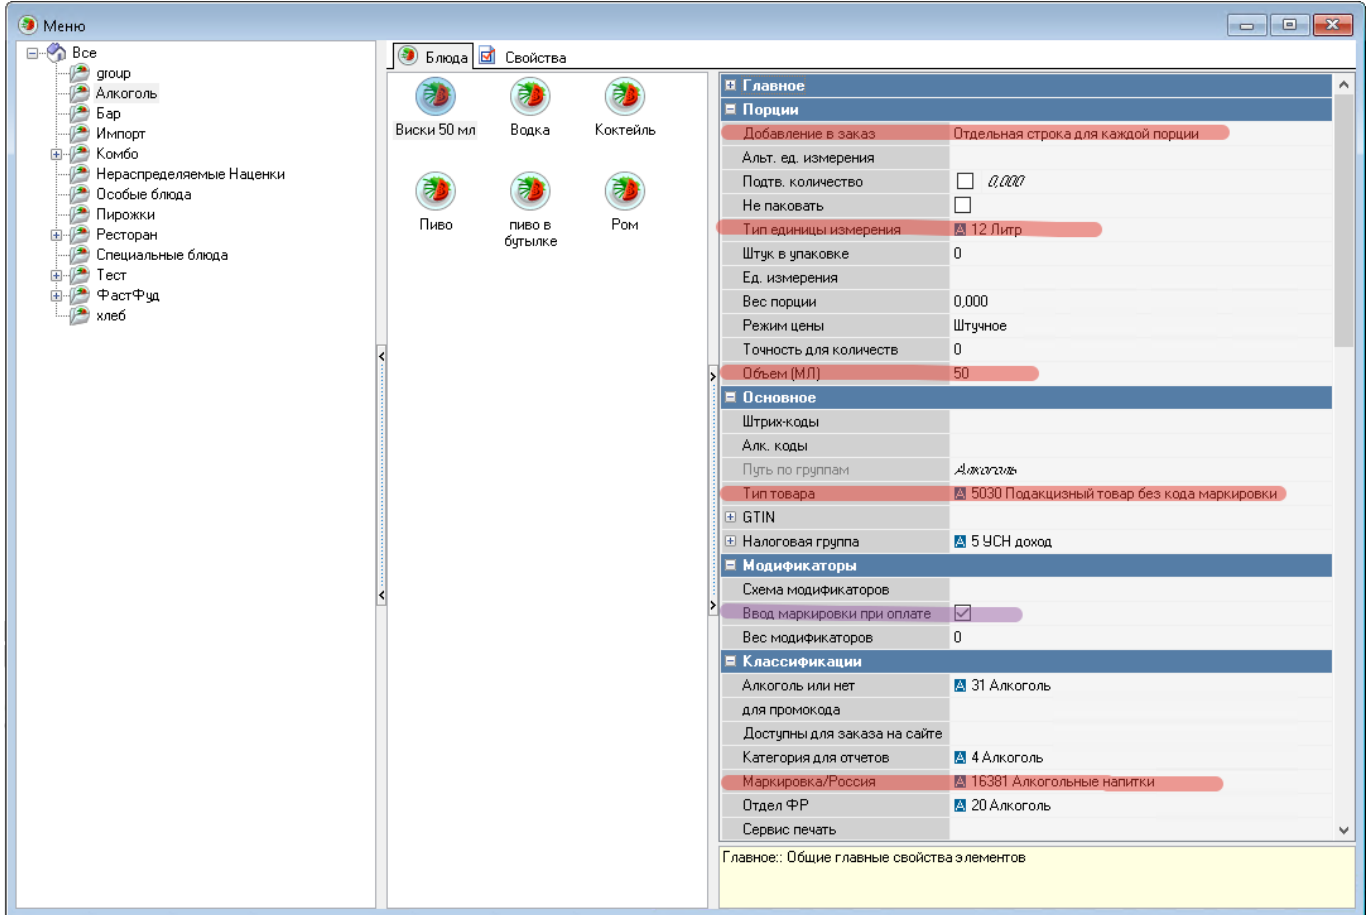 Меню
Все
group
Алкоголь
Бар
Импорт
Комбо
Нераспределяемые Наценки
Особые блюда
Пирожки
Ресторан
Специальные блюда
Тест
ФастФуд
хлеб
Блюда Свойства
Виски 50 мл Водка Коктейль
Пиво пиво в бутылке Ром
Главное
Порции
Добавление в заказ Отдельная строка для каждой порции
Альт. ед. измерения
Подтв. количество 0,000
Не паковать
Тип единицы измерения 12 Литр
Штук в упаковке 0
Ед. измерения
Вес порции 0,000
Режим цены Штучное
Точность для количеств 0
Объем (МЛ) 50
Основное
Штрих-коды
Алк. коды
Путь по группам Алкоголь
Тип товара 5030 Подакцизный товар без кода маркировки
GTIN
Налоговая группа 5 УСН доход
Модификаторы
Схема модификаторов
Ввод маркировки при оплате
Вес модификаторов 0
Классификации
Алкоголь или нет 31 Алкоголь
для промокода
Доступны для заказа на сайте
Категория для отчетов 4 Алкоголь
Маркировка/Россия 16381 Алкогольные напитки
Отдел ФР 20 Алкоголь
Сервис печать
Главное:: Общие главные свойства элементов